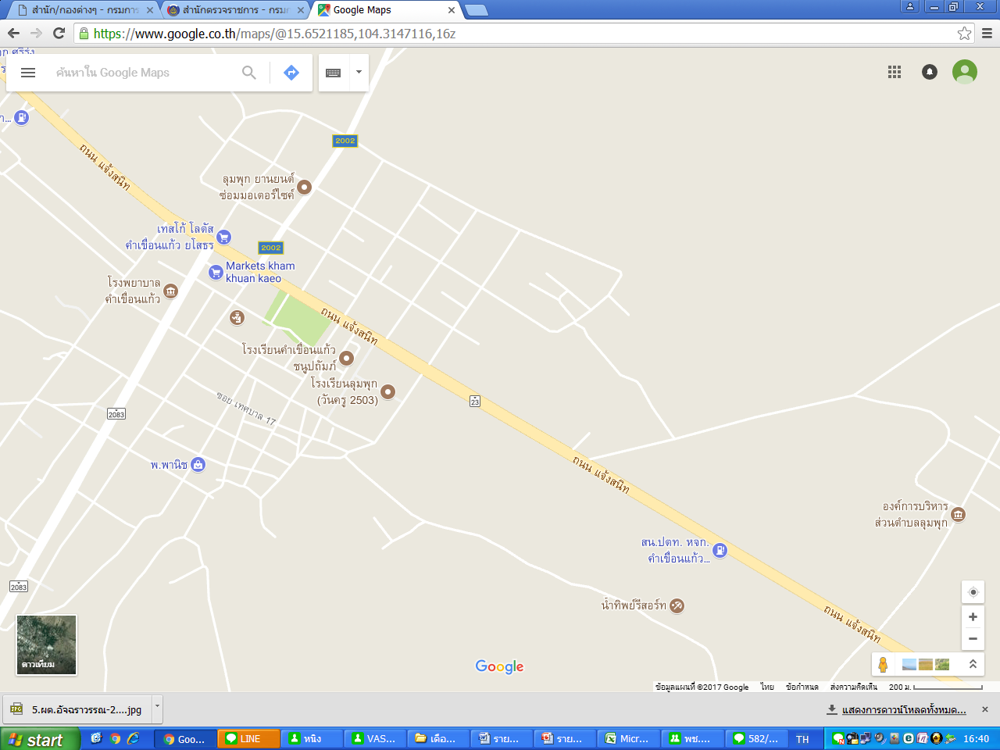 สำนัก/กองต่างๆ - กรมการ
สำนักตรวจราชการ - กรม
Google Maps
https://www.google.co.th/maps/@15.6521185,104.3147116,16z
ค้นหาใน Google Maps
2002
ถนน แจ้งสนิท
ลุมพุก ยานยนต์
ซ่อมมอเตอร์ไซค์
เทสโก้ โลตัส
คำเขื่อนแก้ว ยโสธร
2002
Markets kham
khuan kaeo
โรงพยาบาล
คำเขื่อนแก้ว
ถนน แจ้งสนิท
โรงเรียนคำเขื่อนแก้ว
ชนูปถัมภ์
โรงเรียนลุมพุก
(วันครู 2503)
23
ซอย เทศบาล 17
2083
พ.พานิช
ถนน แจ้งสนิท
องค์การบริหาร
ส่วนตำบลลุมพุก
สน.ปตท. หจก.
คำเขื่อนแก้ว...
2083
น้ำทิพย์รีสอร์ท
ถนน แจ้งสนิท
ดาวเทียม
Google
ข้อมูลแผนที่ ©2017 Google ไทย ข้อกำหนด ส่งความคิดเห็น 200 ม.
5.ผต.อัจฉราวรรณ-2....jpg
แสดงการดาวน์โหลดทั้งหมด...
start
Goo...
LINE
หนิง
VAS...
เดือ...
ราย...
ราย...
Micr...
พช....
582/...
TH
16:40